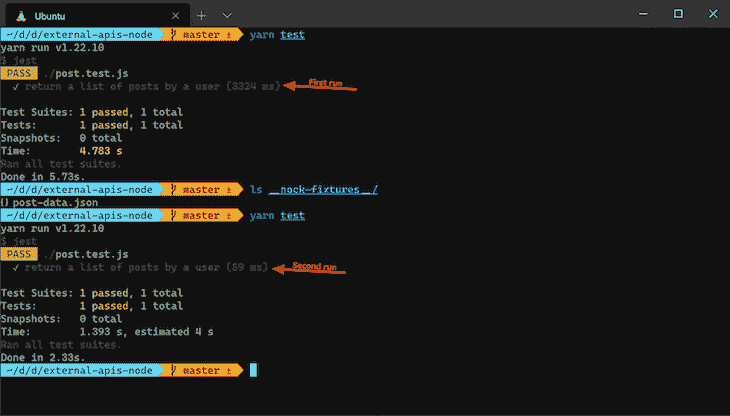 Ubuntu
~/d/d/external-apis-node master ± yarn test
yarn run v1.22.10
$ jest
PASS ./post.test.js
✓ return a list of posts by a user (3324 ms) First run
Test Suites: 1 passed, 1 total
Tests: 1 passed, 1 total
Snapshots: 0 total
Time: 4.783 s
Ran all test suites.
Done in 5.73s.
~/d/d/external-apis-node master ± ls __nock-fixtures__/
{} post-data.json
~/d/d/external-apis-node master ± yarn test
yarn run v1.22.10
$ jest
PASS ./post.test.js
✓ return a list of posts by a user (59 ms) Second run
Test Suites: 1 passed, 1 total
Tests: 1 passed, 1 total
Snapshots: 0 total
Time: 1.393 s, estimated 4 s
Ran all test suites.
Done in 2.33s.
~/d/d/external-apis-node master ±